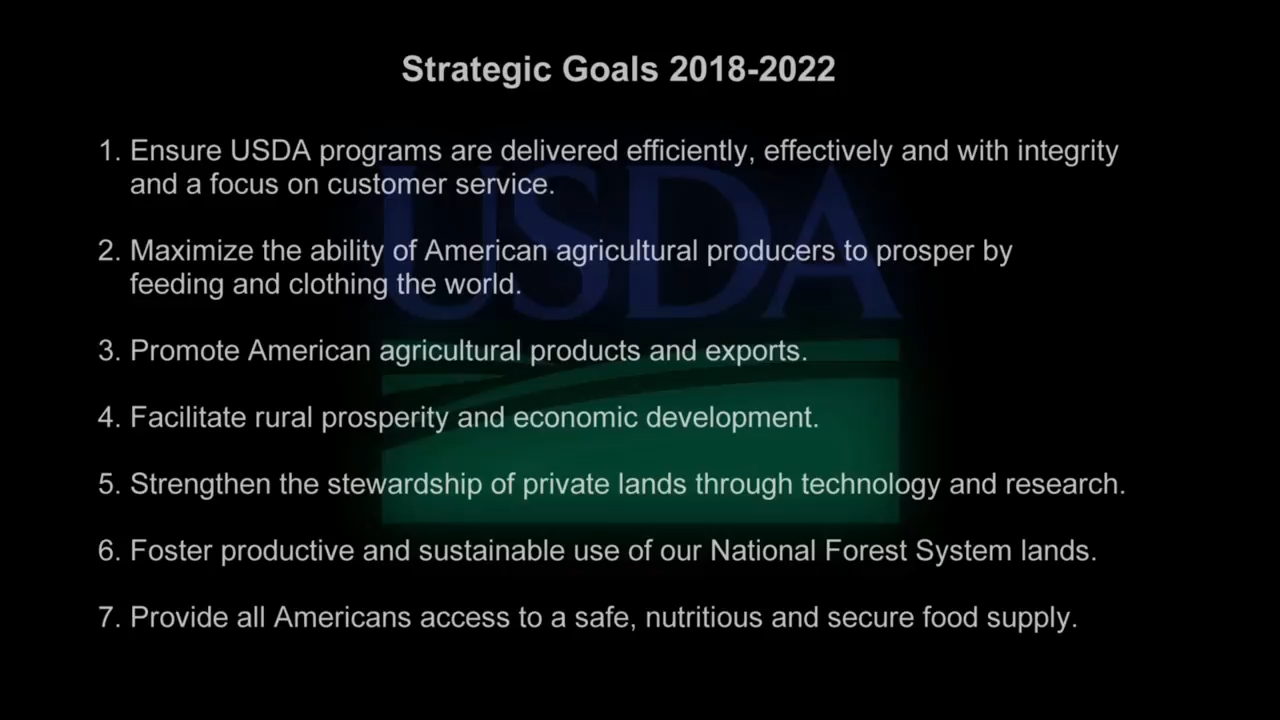 Strategic Goals 2018-2022
1. Ensure USDA programs are delivered efficiently, effectively and with integrity
and a focus on customer service.
2. Maximize the ability of American agricultural producers to prosper by
feeding and clothing the world.
3. Promote American agricultural products and exports.
4. Facilitate rural prosperity and economic development.
5. Strengthen the stewardship of private lands through technology and research.
6. Foster productive and sustainable use of our National Forest System lands.
7. Provide all Americans access to a safe, nutritious and secure food supply.
USDA